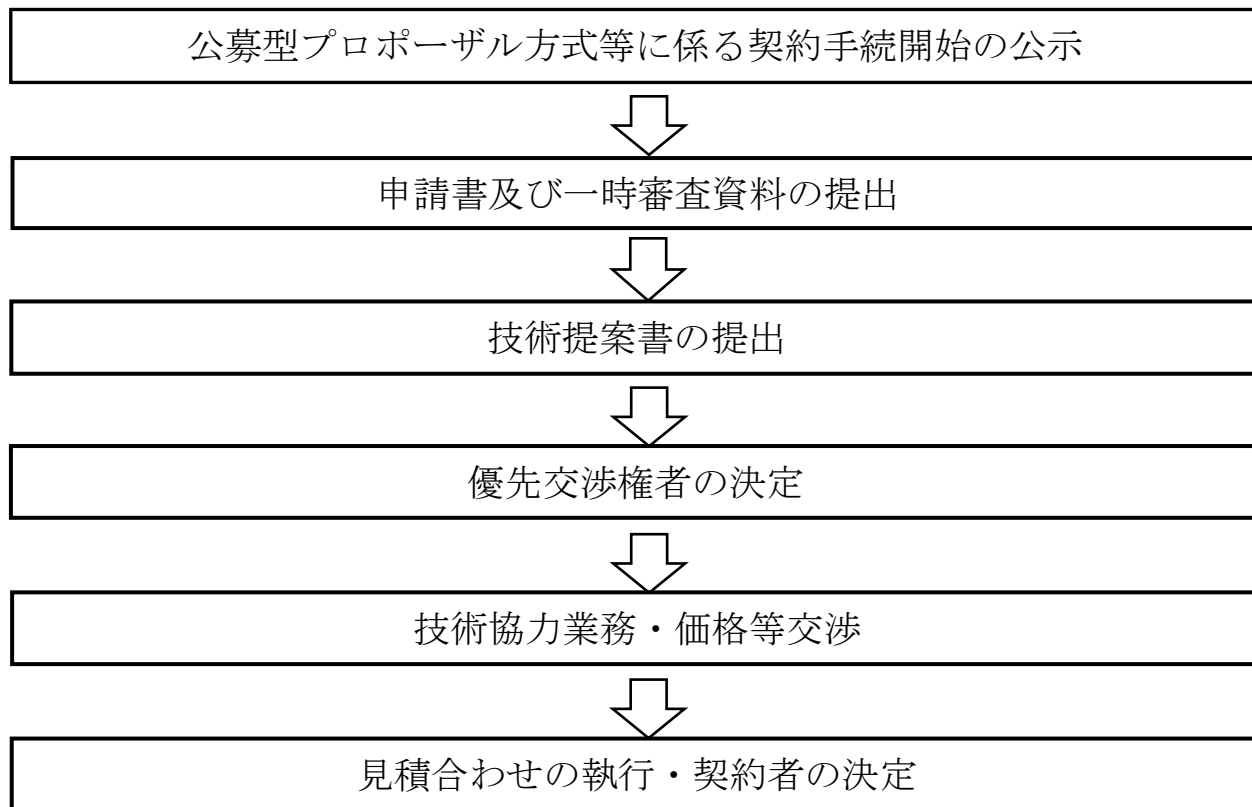 公募型プロポーザル方式等に係る契約手続開始の公示
申請書及び一時審査資料の提出
技術提案書の提出
優先交渉権者の決定
技術協力業務・価格等交渉
見積合わせの執行・契約者の決定